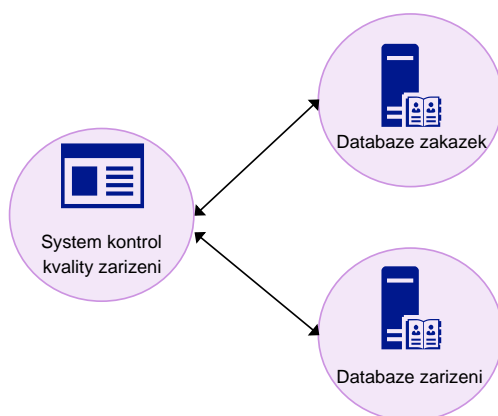 Databaze zakazek
System kontrol
kvality zarizeni
Databaze zarizeni